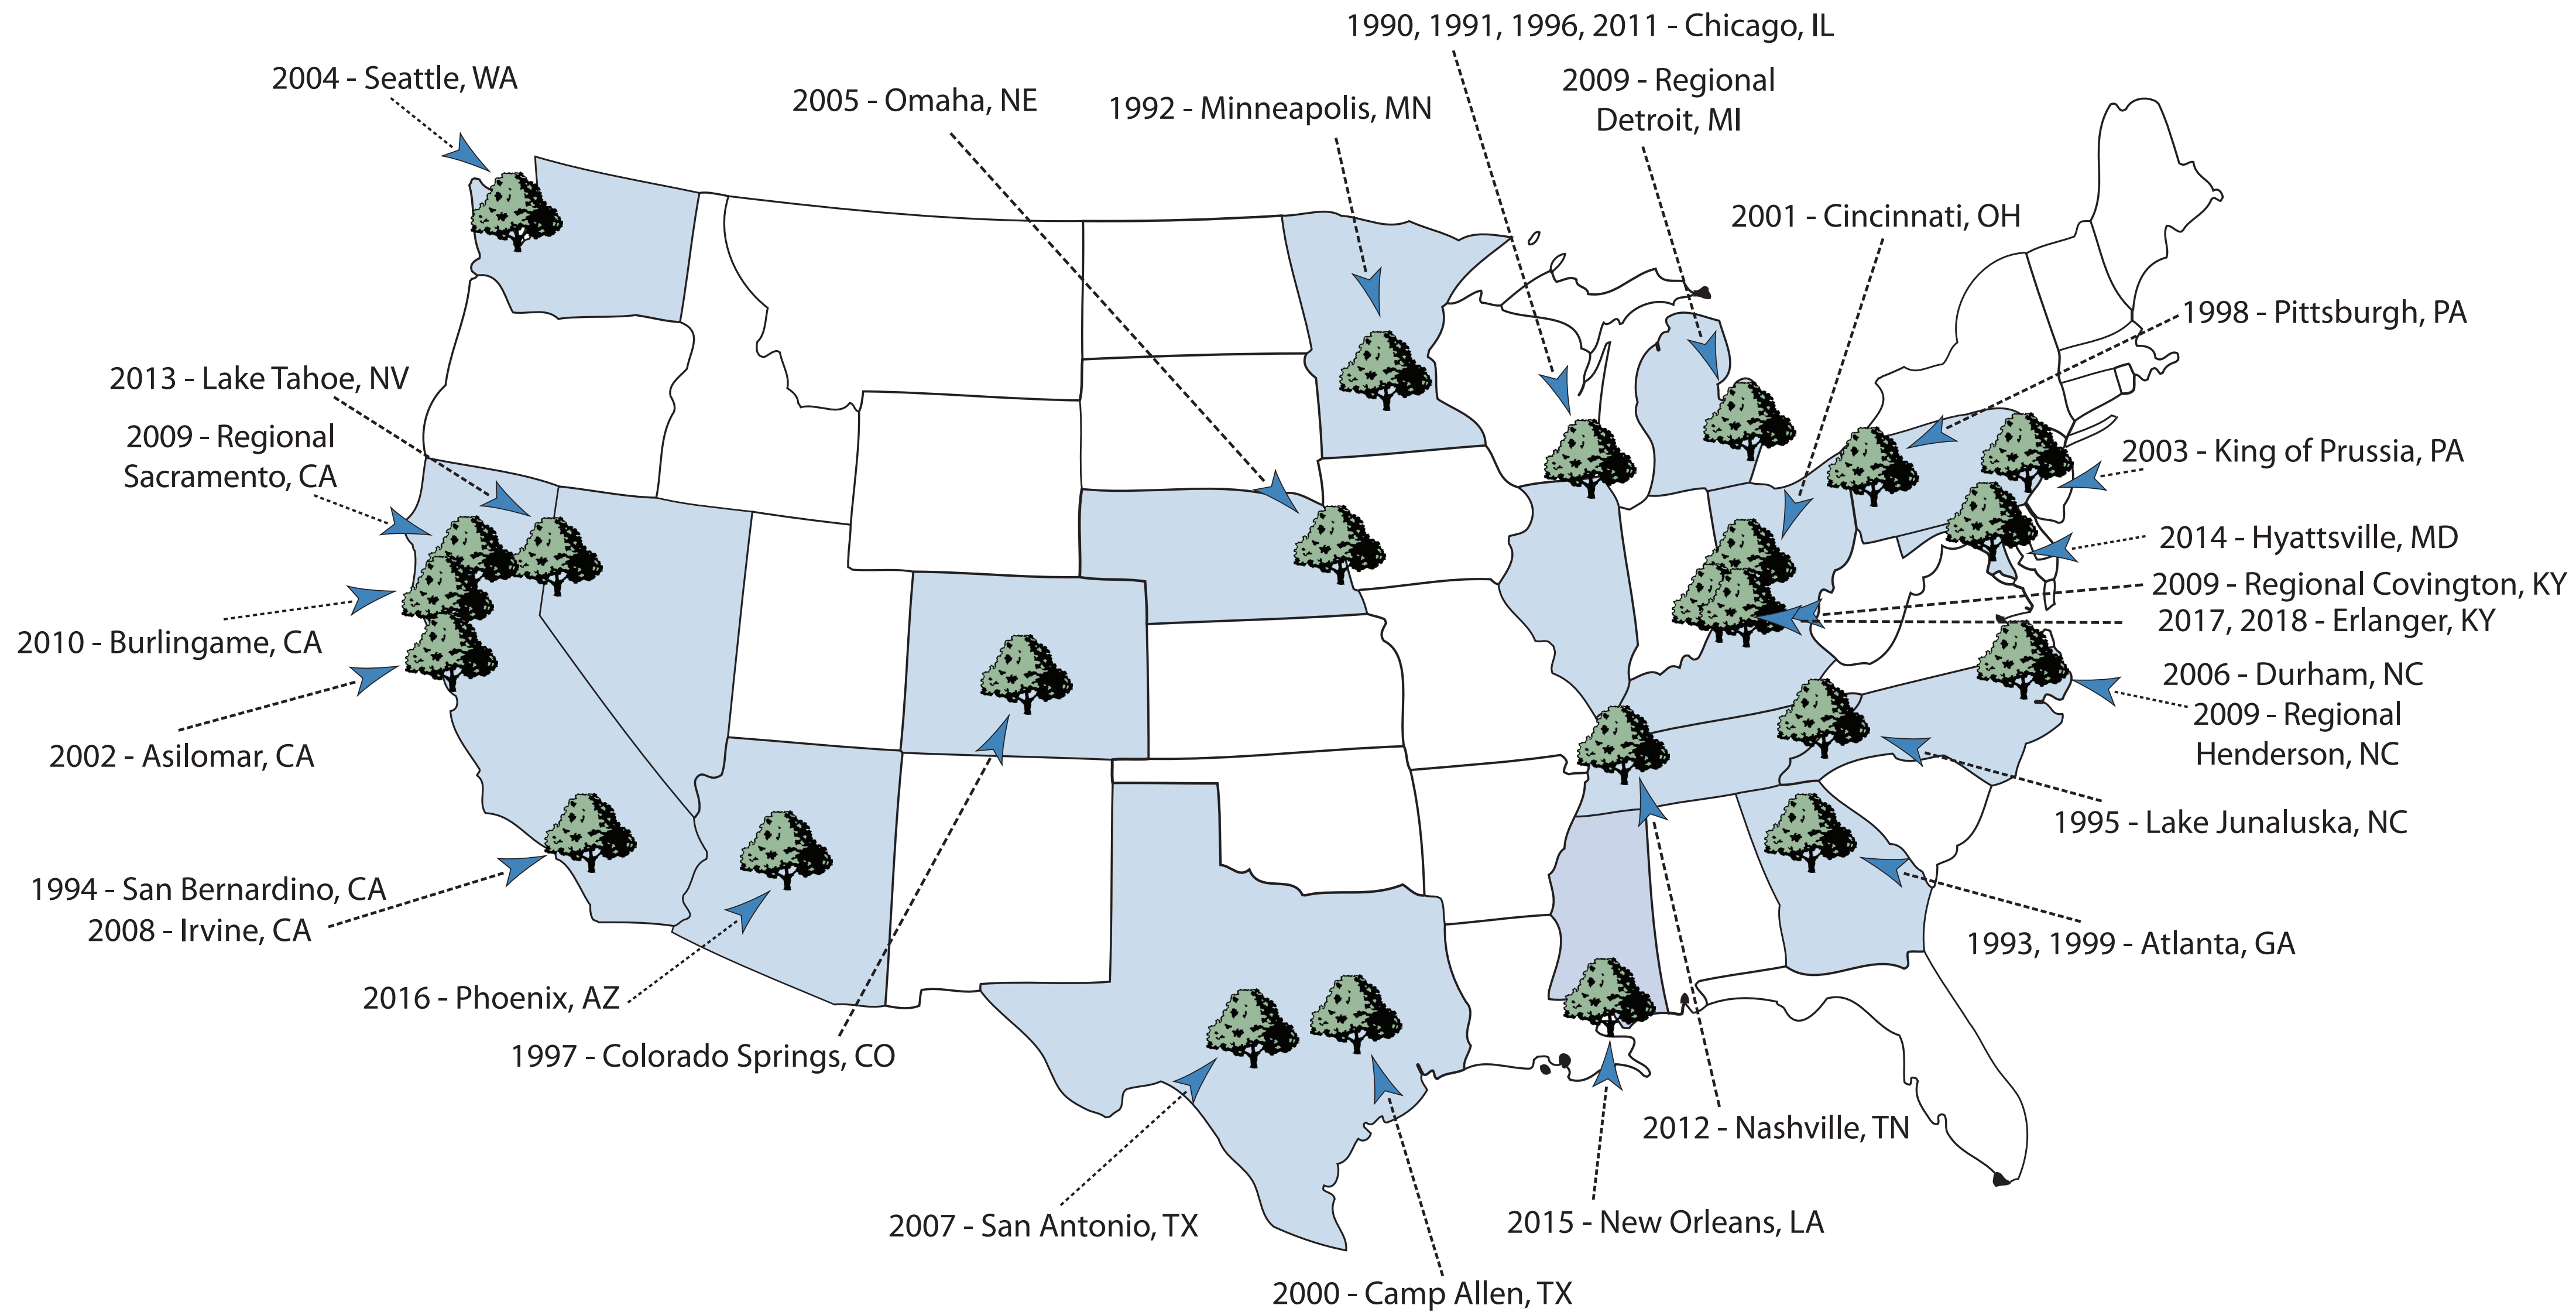 1990, 1991, 1996, 2011 - Chicago, IL
2004 - Seattle, WA
2005 - Omaha, NE
1992 - Minneapolis, MN
2009 - Regional
Detroit, MI
2001 - Cincinnati, OH
1998 - Pittsburgh, PA
2013 - Lake Tahoe, NV
2009 - Regional
Sacramento, CA
2003 - King of Prussia, PA
2014 - Hyattsville, MD
2009 - Regional Covington, KY
2017, 2018 - Erlanger, KY
2010 - Burlingame, CA
2006 - Durham, NC
2009 - Regional
Henderson, NC
2002 - Asilomar, CA
1995 - Lake Junaluska, NC
1994 - San Bernardino, CA
2008 - Irvine, CA
1993, 1999 - Atlanta, GA
2016 - Phoenix, AZ
1997 - Colorado Springs, CO
2012 - Nashville, TN
2007 - San Antonio, TX
2015 - New Orleans, LA
2000 - Camp Allen, TX